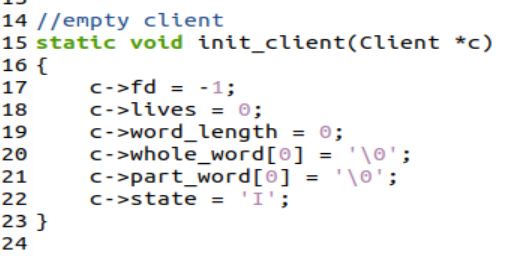 14 //empty client
15 static void init_client(Client *c)
16 {
17     c->fd = -1;
18     c->lives = 0;
19     c->word_length = 0;
20     c->whole_word[0] = '\0';
21     c->part_word[0] = '\0';
22     c->state = 'I';
23 }
24